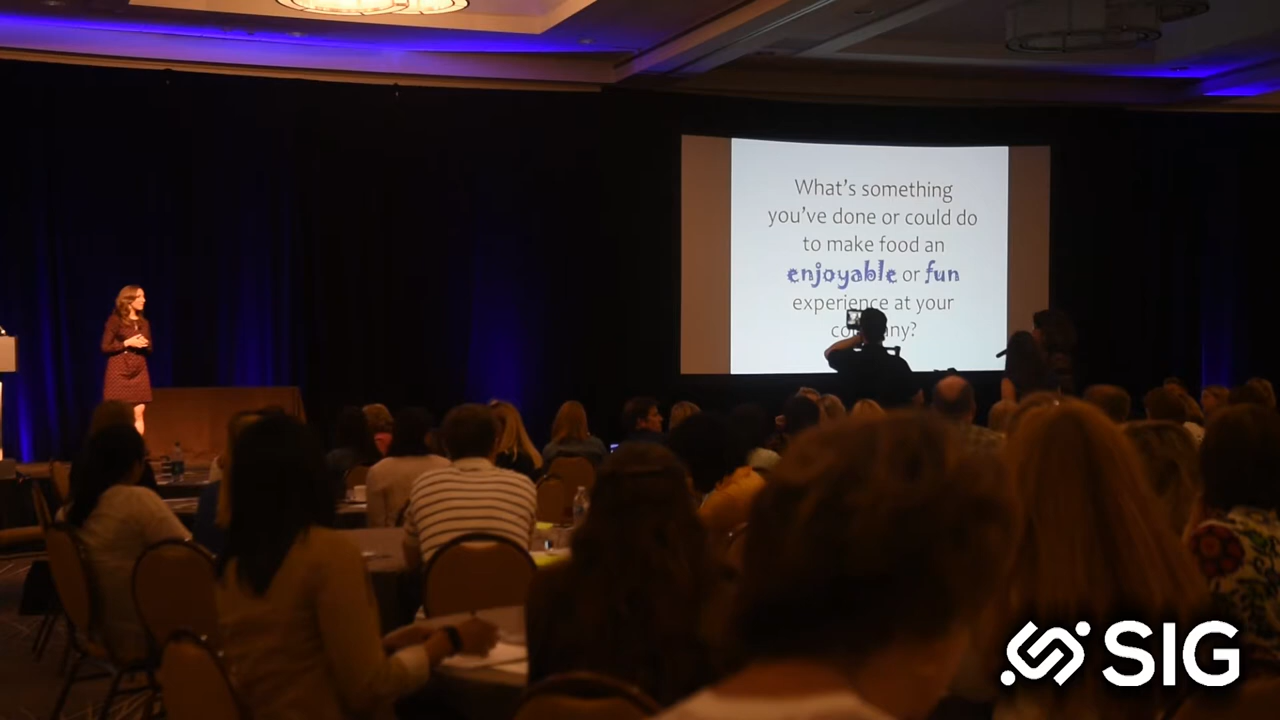 What's something
you've done or could do
to make food an
enjoyable or fun
experience at your
SIG